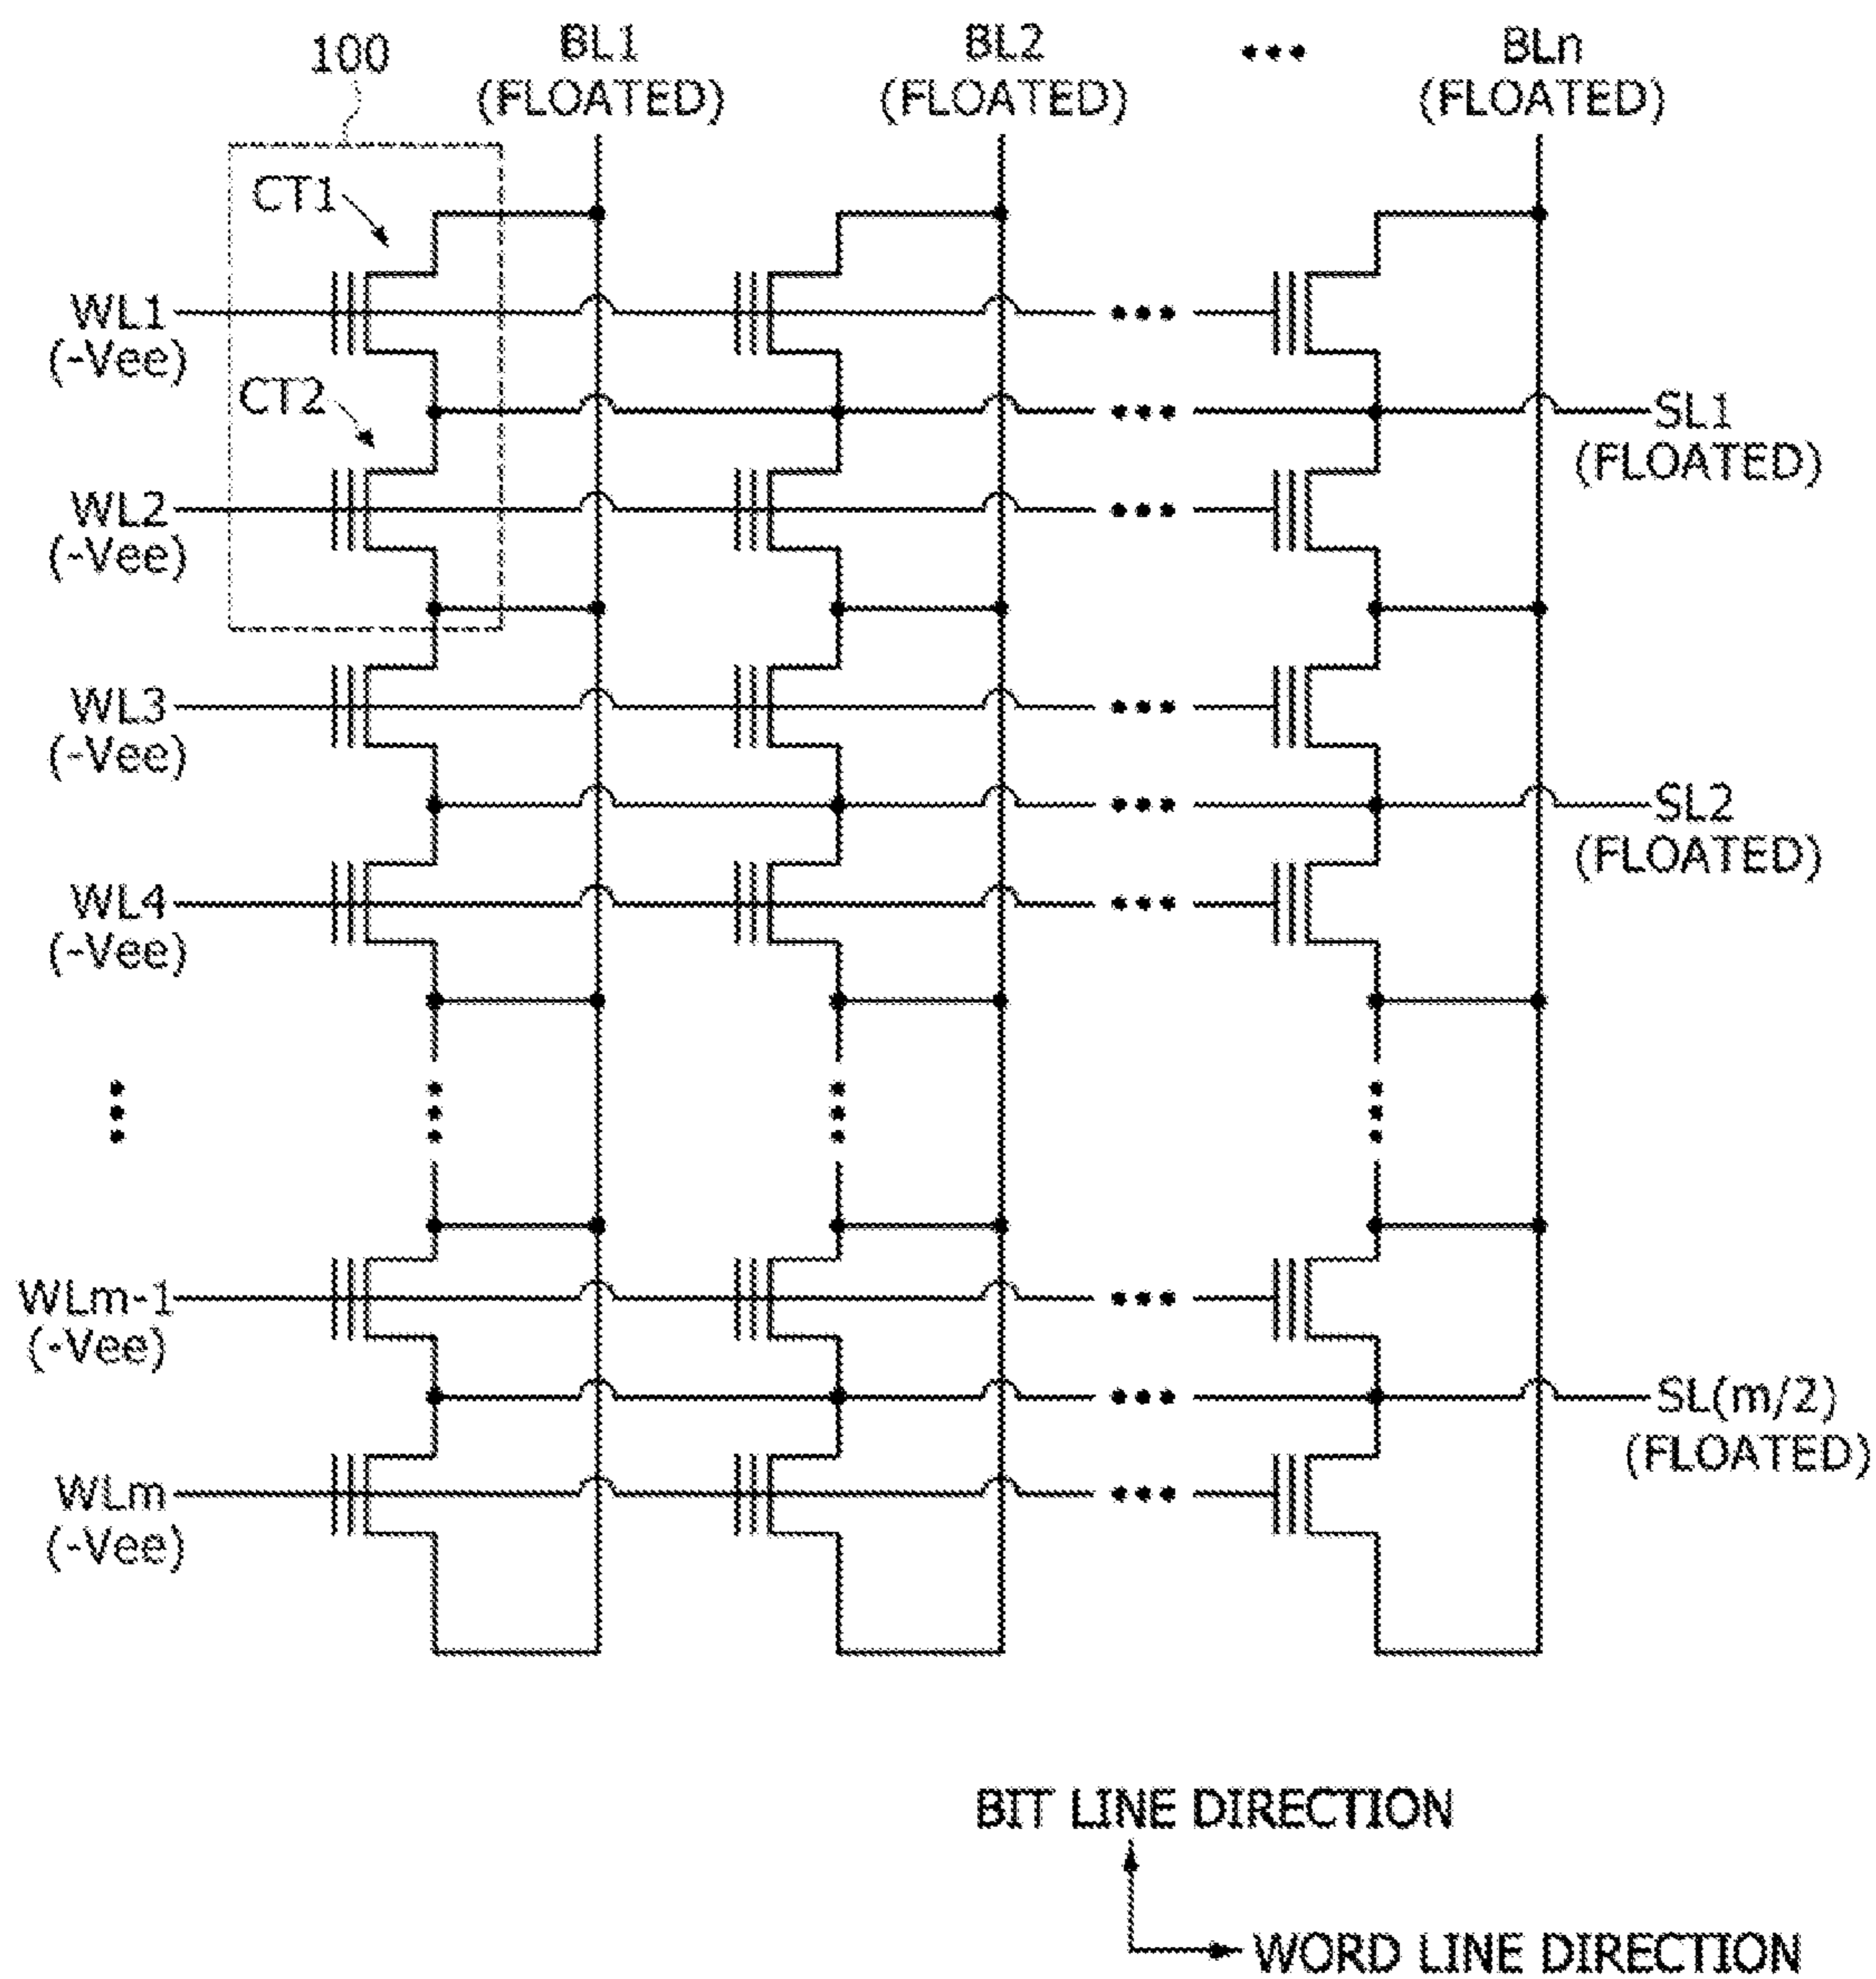 100
BL1
(FLOATED)
BL2
(FLOATED)
•••
BLn
(FLOATED)
CT1
WL1
(-Vee)
CT2
SL1
(FLOATED)
WL2
(-Vee)
WL3
(-Vee)
SL2
(FLOATED)
WL4
(-Vee)
WLm-1
(-Vee)
SL(m/2)
(FLOATED)
WLm
(-Vee)
BIT LINE DIRECTION
WORD LINE DIRECTION